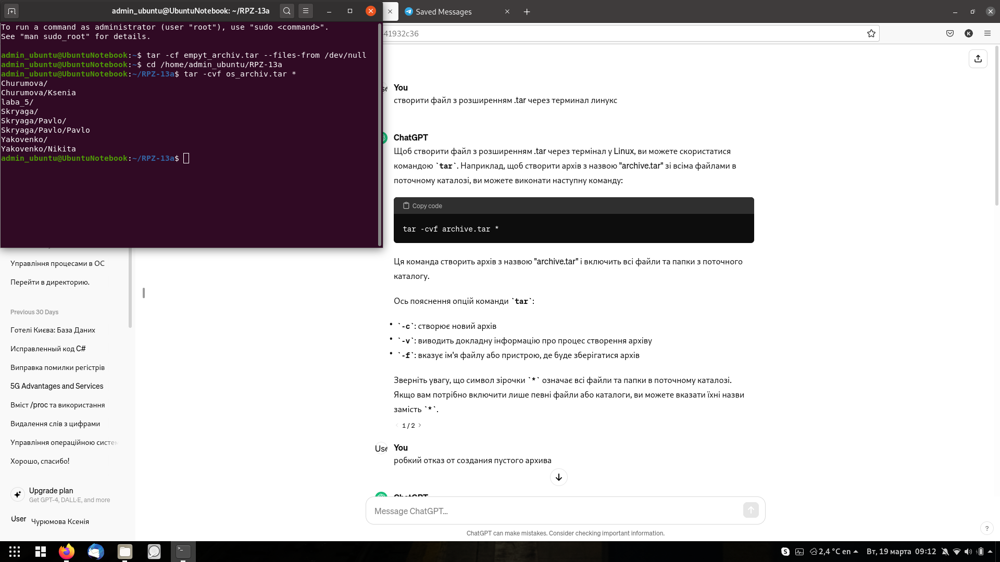 admin_ubuntu@UbuntuNotebook: ~/RPZ-13a
To run a command as administrator (user "root"), use "sudo <command>".
See "man sudo_root" for details.
admin_ubuntu@UbuntuNotebook:~$ tar -cf empyt_archiv.tar --files-from /dev/null
admin_ubuntu@UbuntuNotebook:~$ cd /home/admin_ubuntu/RPZ-13a
admin_ubuntu@UbuntuNotebook:~/RPZ-13a$ tar -cvf os_archiv.tar *
Churumova/
Churumova/Ksenia
laba_5/
Skryaga/
Skryaga/Pavlo/
Skryaga/Pavlo/Pavlo
Yakovenko/
Yakovenko/Nikita
admin_ubuntu@UbuntuNotebook:~/RPZ-13a$
Saved Messages
41932c36
K
You
створити файл з розширенням .tar через терминал линукс
ChatGPT
Щоб створити файл з розширенням .tar через термінал у Linux, ви можете скористатися
командою `tar`. Наприклад, щоб створити архів з назвою "archive.tar" зі всіма файлами в
поточному каталозі, ви можете виконати наступну команду:
Copy code
tar -cvf archive.tar *
Ця команда створить архів з назвою "archive.tar" і включить всі файли та папки з поточного
каталогу.
Ось пояснення опцій команди `tar`:
• `-c`: створює новий архів
• `-v`: виводить докладну інформацію про процес створення архіву
• `-f`: вказує ім'я файлу або пристрою, де буде зберігатися архів
Зверніть увагу, що символ зірочки `*` означає всі файли та папки в поточному каталозі.
Якщо вам потрібно включити лише певні файли або каталоги, ви можете вказати їхні назви
замість `*`.
1 / 2
You
робкий отказ от создания пустого архива
ChatGPT
Message ChatGPT...
ChatGPT can make mistakes. Consider checking important information.
?
Управління процесами в ОС
Перейти в директорию.
Previous 30 Days
Готелі Києва: База Даних
Исправленный код C#
Виправка помилки регістрів
5G Advantages and Services
Вміст /proc та використання
Видалення слів з цифрами
Управління операційною систем
Хорошо, спасибо!
Upgrade plan
Get GPT-4, DALL·E, and more
User
Чурюмова Ксенія
2,4 °C en
Вт, 19 марта 09:12